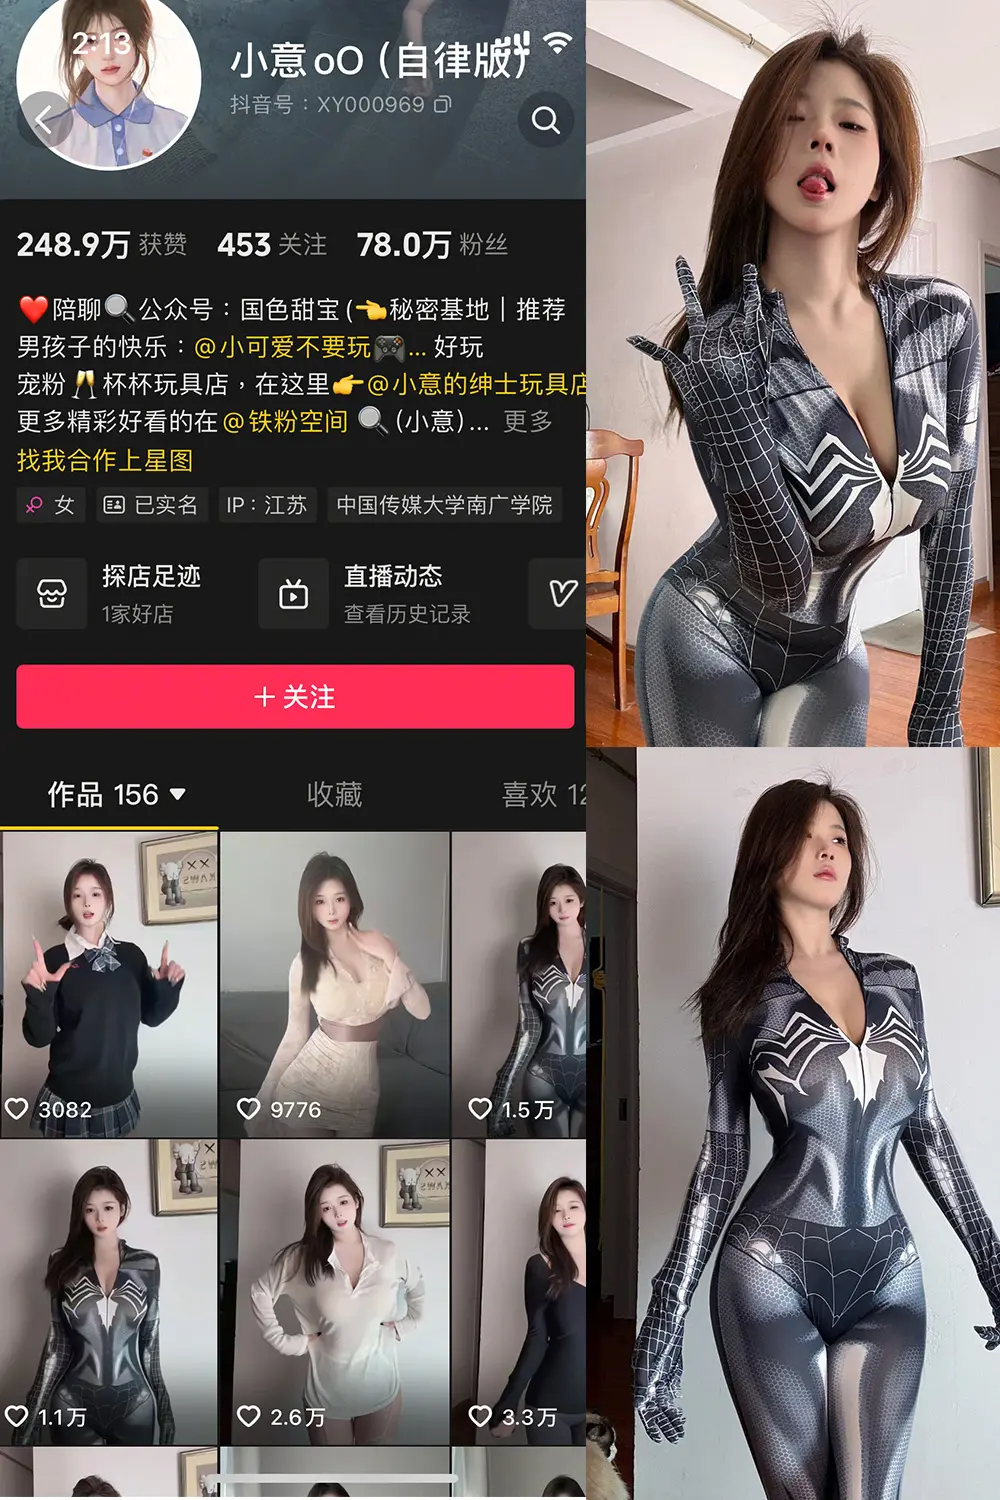 2:13
小意oO（自律版）
抖音号：XY000969
248.9万 获赞 453 关注 78.0万 粉丝
❤️陪聊🔍公众号：国色甜宝(👈秘密基地｜推荐
男孩子的快乐：@小可爱不要玩🎮... 好玩
宠粉🥂杯杯玩具店，在这里👉@小意的绅士玩具店
更多精彩好看的在@铁粉空间 🔍(小意)... 更多
找我合作上星图
女 已实名 IP：江苏 中国传媒大学南广学院
探店足迹 直播动态
1家好店 查看历史记录
＋关注
作品 156 收藏 喜欢 12
3082 9776 1.5万
1.1万 2.6万 3.3万